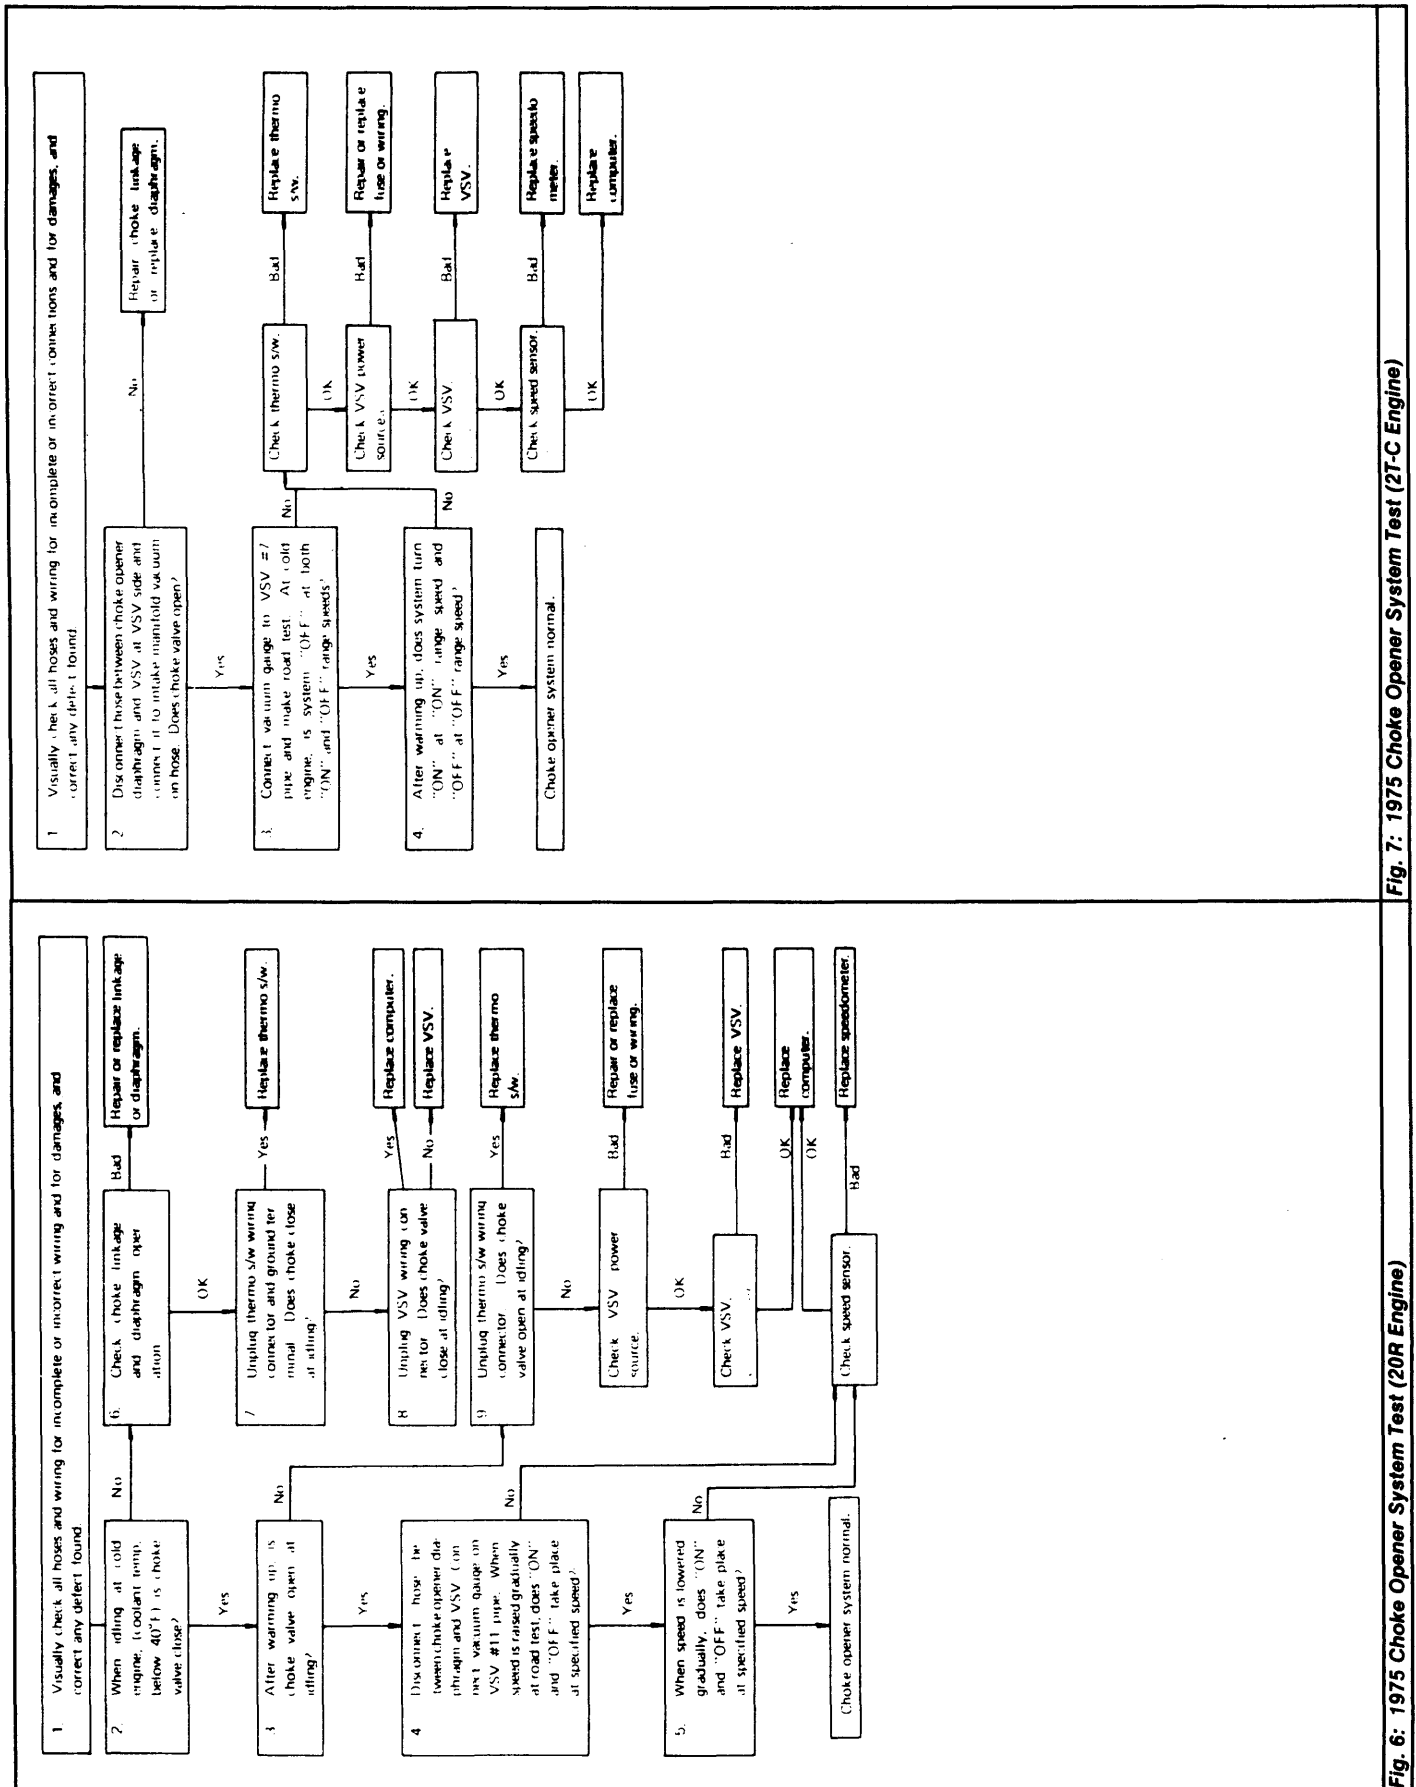 1. Visually check all hoses and wiring for incomplete or incorrect wiring and for damages, and
correct any defect found.
2. When idling at cold
engine, (coolant temp.
below 40°F) is choke
valve close?
No
6. Check choke linkage
and diaphragm oper
ation
Bad
Repair or replace linkage
or diaphragm.
Yes
OK
3 After warming up, is
choke valve open at
idling?
No
7 Unplug thermo s/w wiring
connector and ground ter
minal Does choke close
at idling?
Yes
Replace thermo s/w.
Yes
No
8 Unplug VSV wiring con
nector Does choke valve
close at idling?
Yes
Replace computer.
No
Replace VSV.
9 Unplug thermo s/w wiring
connector Does choke
valve open at idling?
Yes
Replace thermo
s/w.
No
4 Disconnect hose be
tween choke opener dia
phragm and VSV Con
nect vacuum gauge on
VSV #11 pipe. When
speed is raised gradually
at road test, does "ON"
and "OFF" take place
at specified speed?
No
Check VSV power
source.
Bad
Repair or replace
fuse or wiring.
OK
Yes
Check VSV.
Bad
Replace VSV.
OK
OK
Replace
computer.
5. When speed is lowered
gradually, does "ON"
and "OFF" take place
at specified speed?
No
Check speed sensor.
Bad
Replace speedometer.
Yes
Choke opener system normal.
Fig. 6: 1975 Choke Opener System Test (20R Engine)
1 Visually check all hoses and wiring for incomplete or incorrect connections and for damages, and
correct any defect found
2 Disconnect hose between choke opener
diaphragm and VSV at VSV side and
connect it to intake manifold vacuum
on hose. Does choke valve open?
No
Repair choke linkage
or replace diaphragm.
Yes
3. Connect vacuum gauge to VSV =7
pipe and make road test. At cold
engine, is system "OFF" at both
"ON" and "OFF" range speeds?
No
Check thermo s/w.
Bad
Replace thermo
s/w.
OK
Yes
Check VSV power
source.
Bad
Repair or replace
fuse or wiring.
OK
4. After warming up, does system turn
"ON" at "ON" range speed and
"OFF" at "OFF" range speed?
No
Check VSV.
Bad
Replace
VSV.
OK
Yes
Check speed sensor.
Bad
Replace speedo
meter.
OK
Replace
computer.
Choke opener system normal.
Fig. 7: 1975 Choke Opener System Test (2T-C Engine)